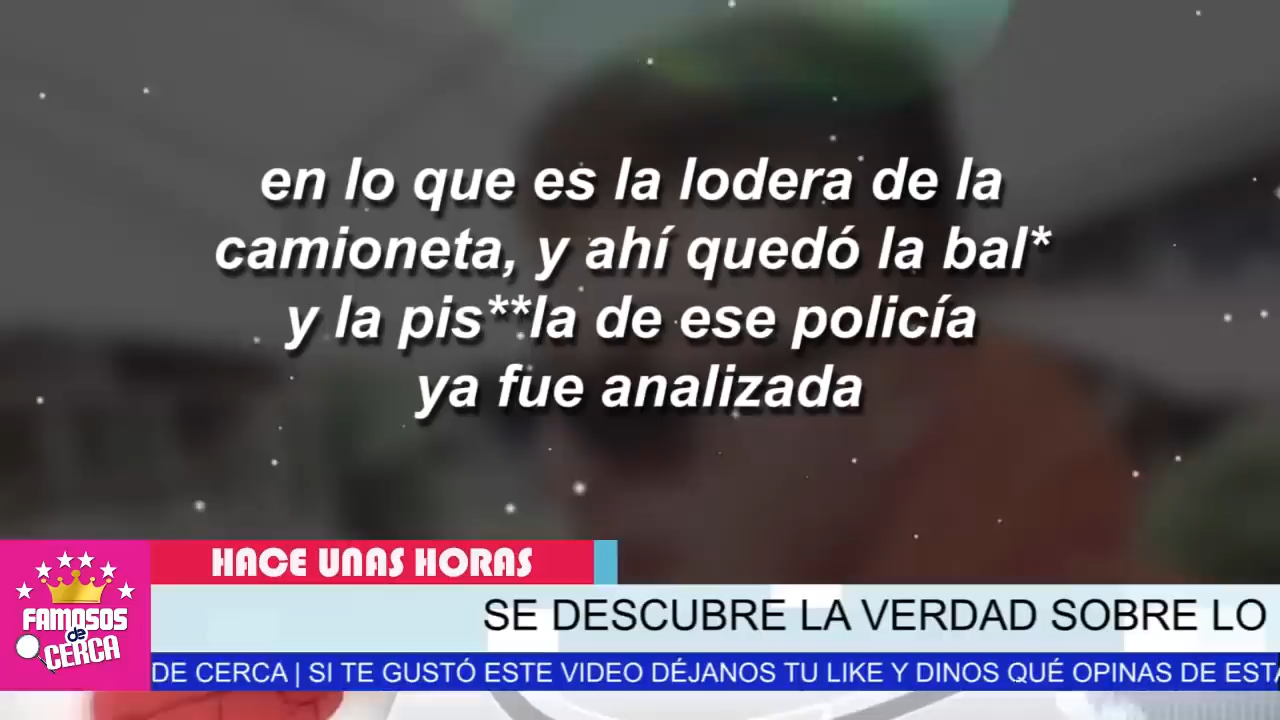 en lo que es la lodera de la
camioneta, y ahí quedó la bal*
y la pis**la de ese policía
ya fue analizada
HACE UNAS HORAS
FAMOSOS
de
CERCA
SE DESCUBRE LA VERDAD SOBRE LO
DE CERCA | SI TE GUSTÓ ESTE VIDEO DÉJANOS TU LIKE Y DINOS QUÉ OPINAS DE ESTA